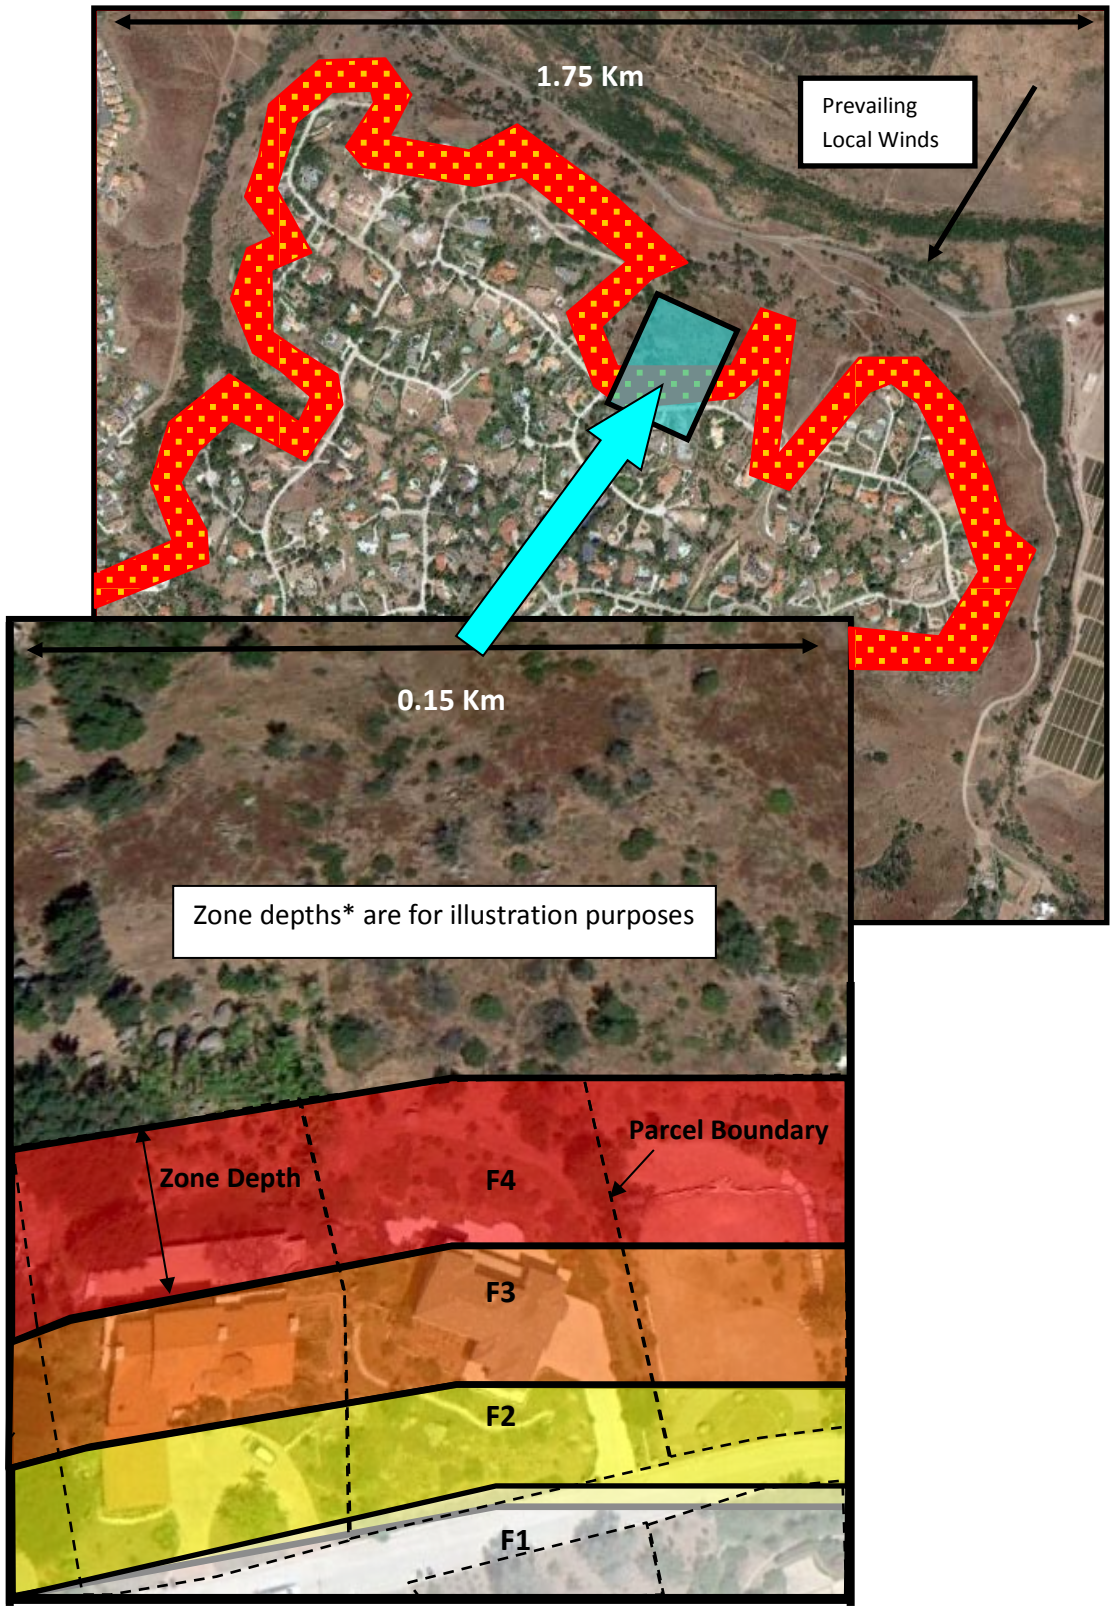 1.75 Km
Prevailing
Local Winds
0.15 Km
Zone depths* are for illustration purposes
Parcel Boundary
Zone Depth
F4
F3
F2
F1